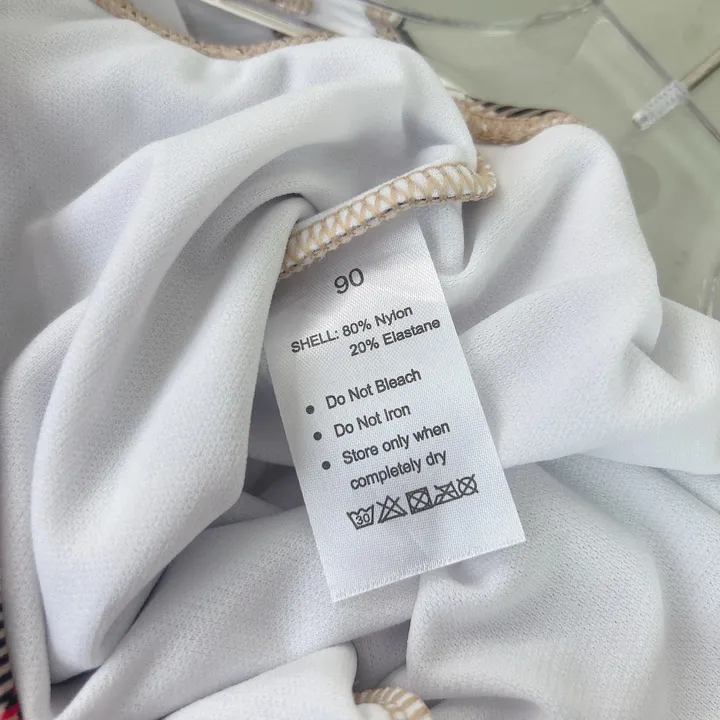 90
SHELL: 80% Nylon
20% Elastane
• Do Not Bleach
• Do Not Iron
• Store only when
completely dry
30